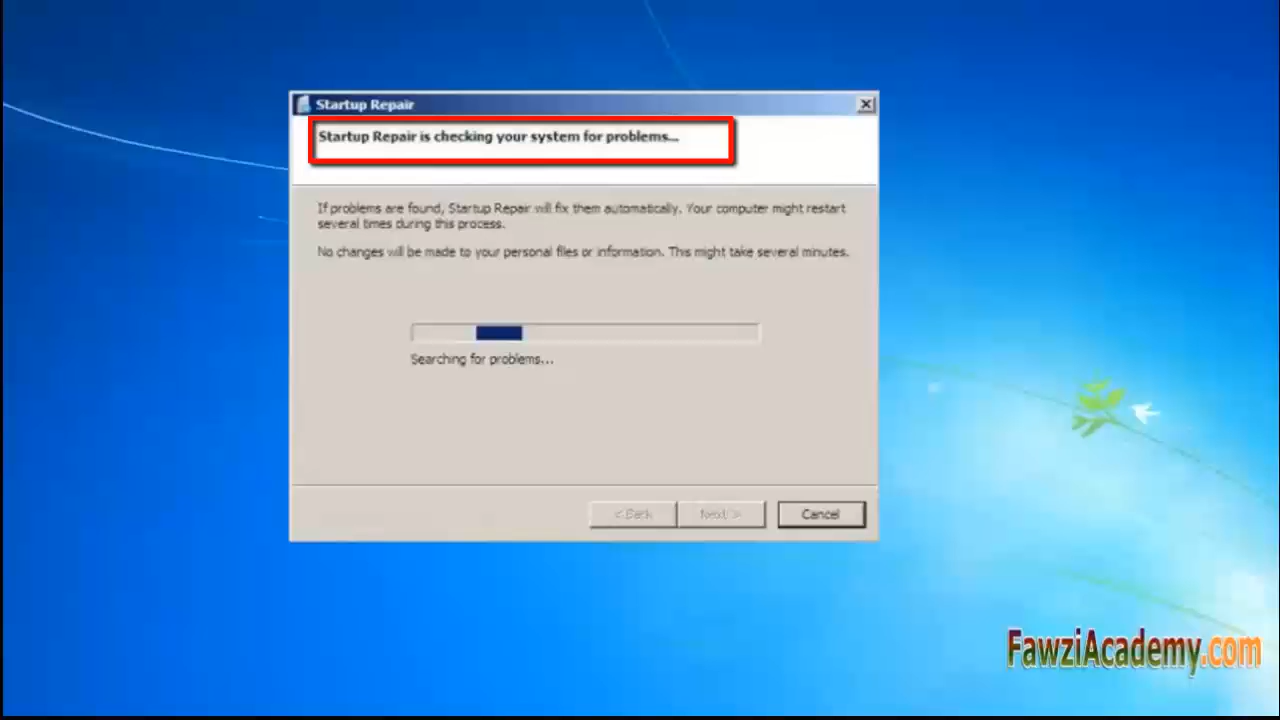 Startup Repair
Startup Repair is checking your system for problems...
If problems are found, Startup Repair will fix them automatically. Your computer might restart
several times during this process.
No changes will be made to your personal files or information. This might take several minutes.
Searching for problems...
< Back
Next >
Cancel
FawziAcademy.com